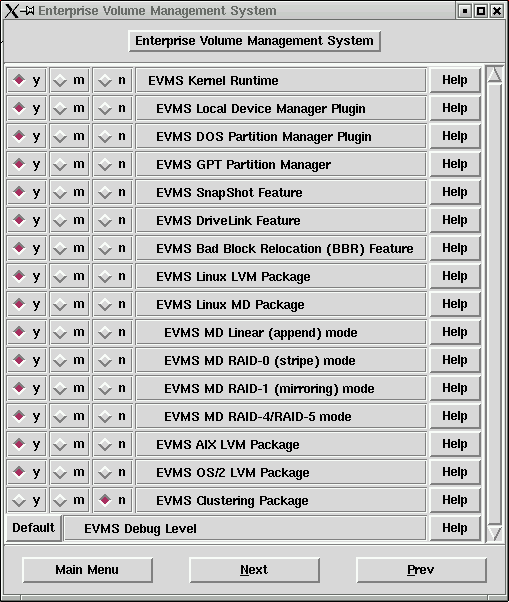 Enterprise Volume Management System
Enterprise Volume Management System
y m n EVMS Kernel Runtime Help
y m n EVMS Local Device Manager Plugin Help
y m n EVMS DOS Partition Manager Plugin Help
y m n EVMS GPT Partition Manager Help
y m n EVMS SnapShot Feature Help
y m n EVMS DriveLink Feature Help
y m n EVMS Bad Block Relocation (BBR) Feature Help
y m n EVMS Linux LVM Package Help
y m n EVMS Linux MD Package Help
y m n EVMS MD Linear (append) mode Help
y m n EVMS MD RAID-0 (stripe) mode Help
y m n EVMS MD RAID-1 (mirroring) mode Help
y m n EVMS MD RAID-4/RAID-5 mode Help
y m n EVMS AIX LVM Package Help
y m n EVMS OS/2 LVM Package Help
y m n EVMS Clustering Package Help
Default EVMS Debug Level Help
Main Menu Next Prev